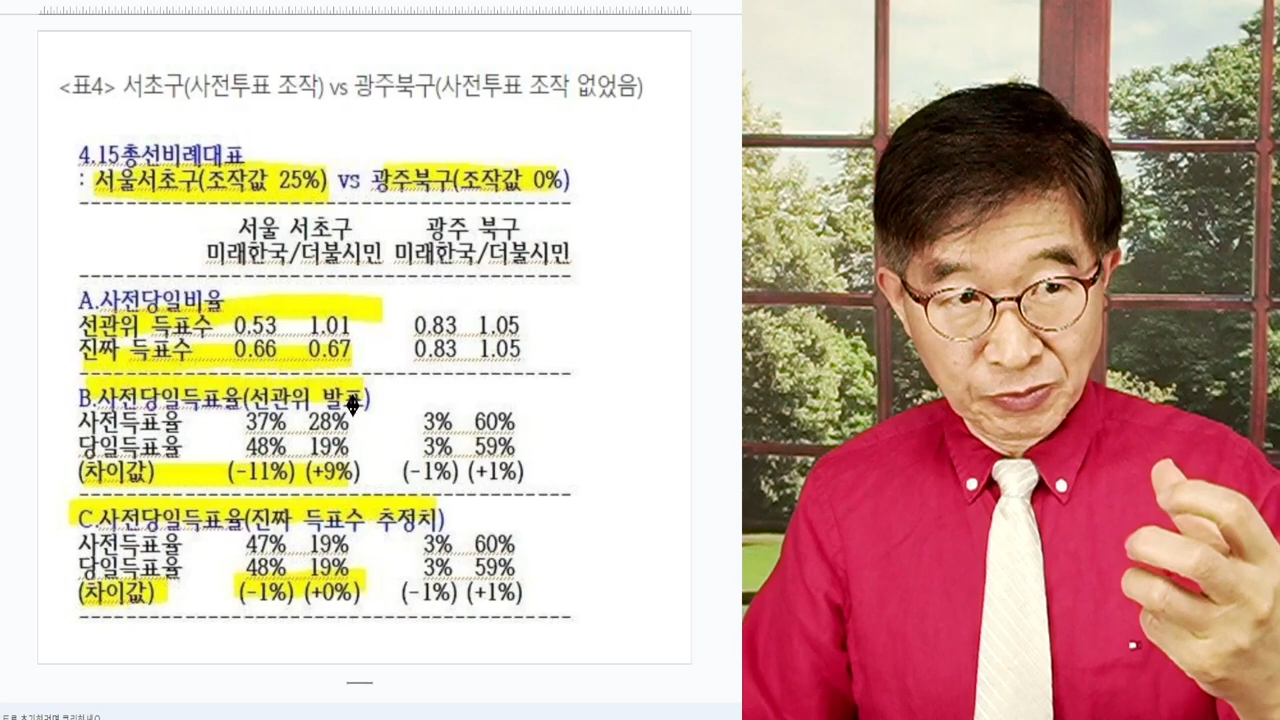 <표4> 서초구(사전투표 조작) vs 광주북구(사전투표 조작 없었음)
4.15총선비례대표
: 서울서초구(조작값 25%) vs 광주북구(조작값 0%)
서울 서초구 광주 북구
미래한국/더불시민 미래한국/더불시민
A.사전당일비율
선관위 득표수 0.53 1.01 0.83 1.05
진짜 득표수 0.66 0.67 0.83 1.05
B.사전당일득표율(선관위 발표)
사전득표율 37% 28% 3% 60%
당일득표율 48% 19% 3% 59%
(차이값) (-11%) (+9%) (-1%) (+1%)
C.사전당일득표율(진짜 득표수 추정치)
사전득표율 47% 19% 3% 60%
당일득표율 48% 19% 3% 59%
(차이값) (-1%) (+0%) (-1%) (+1%)